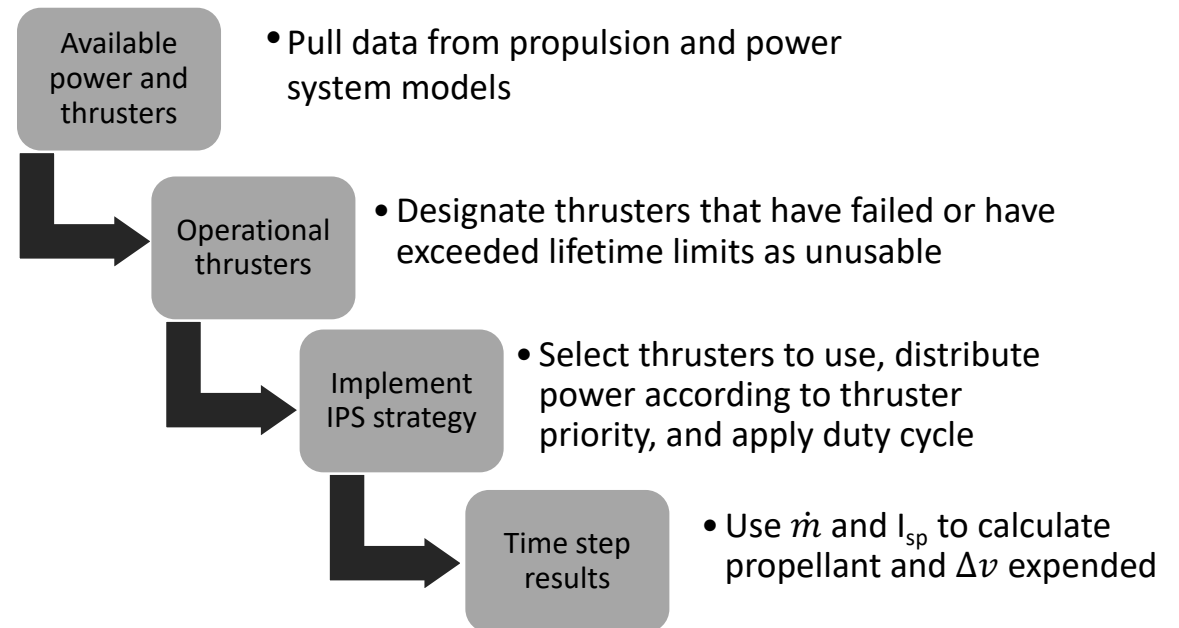 Available
power and
thrusters
• Pull data from propulsion and power
system models
Operational
thrusters
• Designate thrusters that have failed or have
exceeded lifetime limits as unusable
Implement
IPS strategy
• Select thrusters to use, distribute
power according to thruster
priority, and apply duty cycle
Time step
results
• Use ṁ and Isp to calculate
propellant and Δv expended